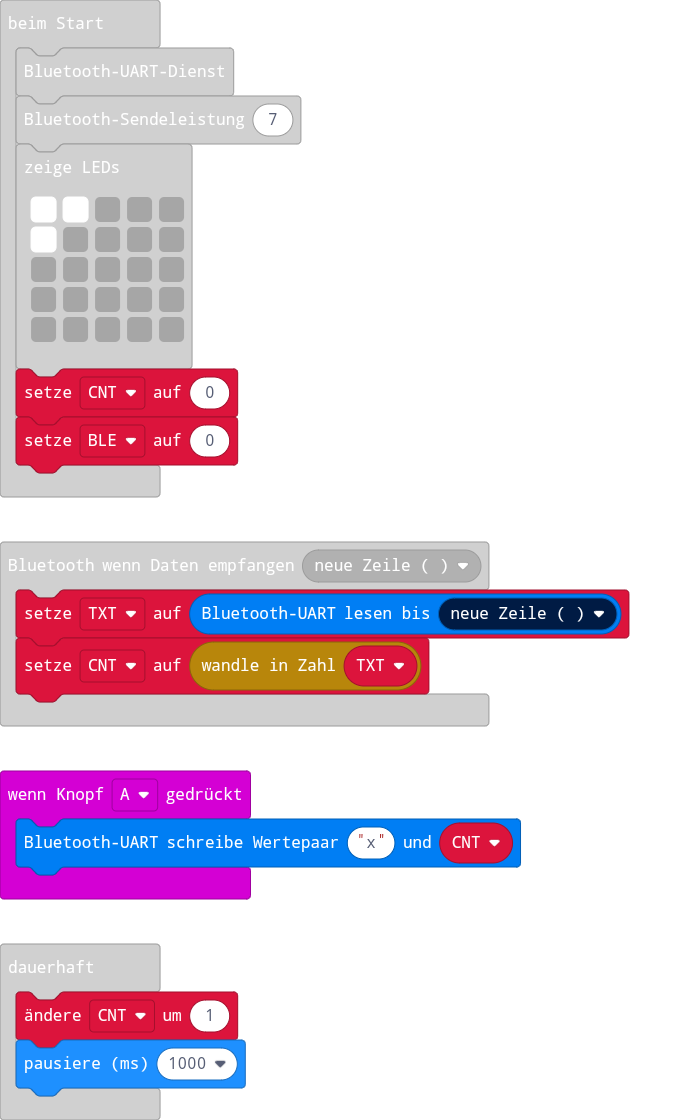 beim Start
Bluetooth-UART-Dienst
Bluetooth-Sendeleistung 7
zeige LEDs
setze CNT auf 0
setze BLE auf 0
Bluetooth wenn Daten empfangen neue Zeile ( )
setze TXT auf Bluetooth-UART lesen bis neue Zeile ( )
setze CNT auf wandle in Zahl TXT
wenn Knopf A gedrückt
Bluetooth-UART schreibe Wertepaar "x" und CNT
dauerhaft
ändere CNT um 1
pausiere (ms) 1000